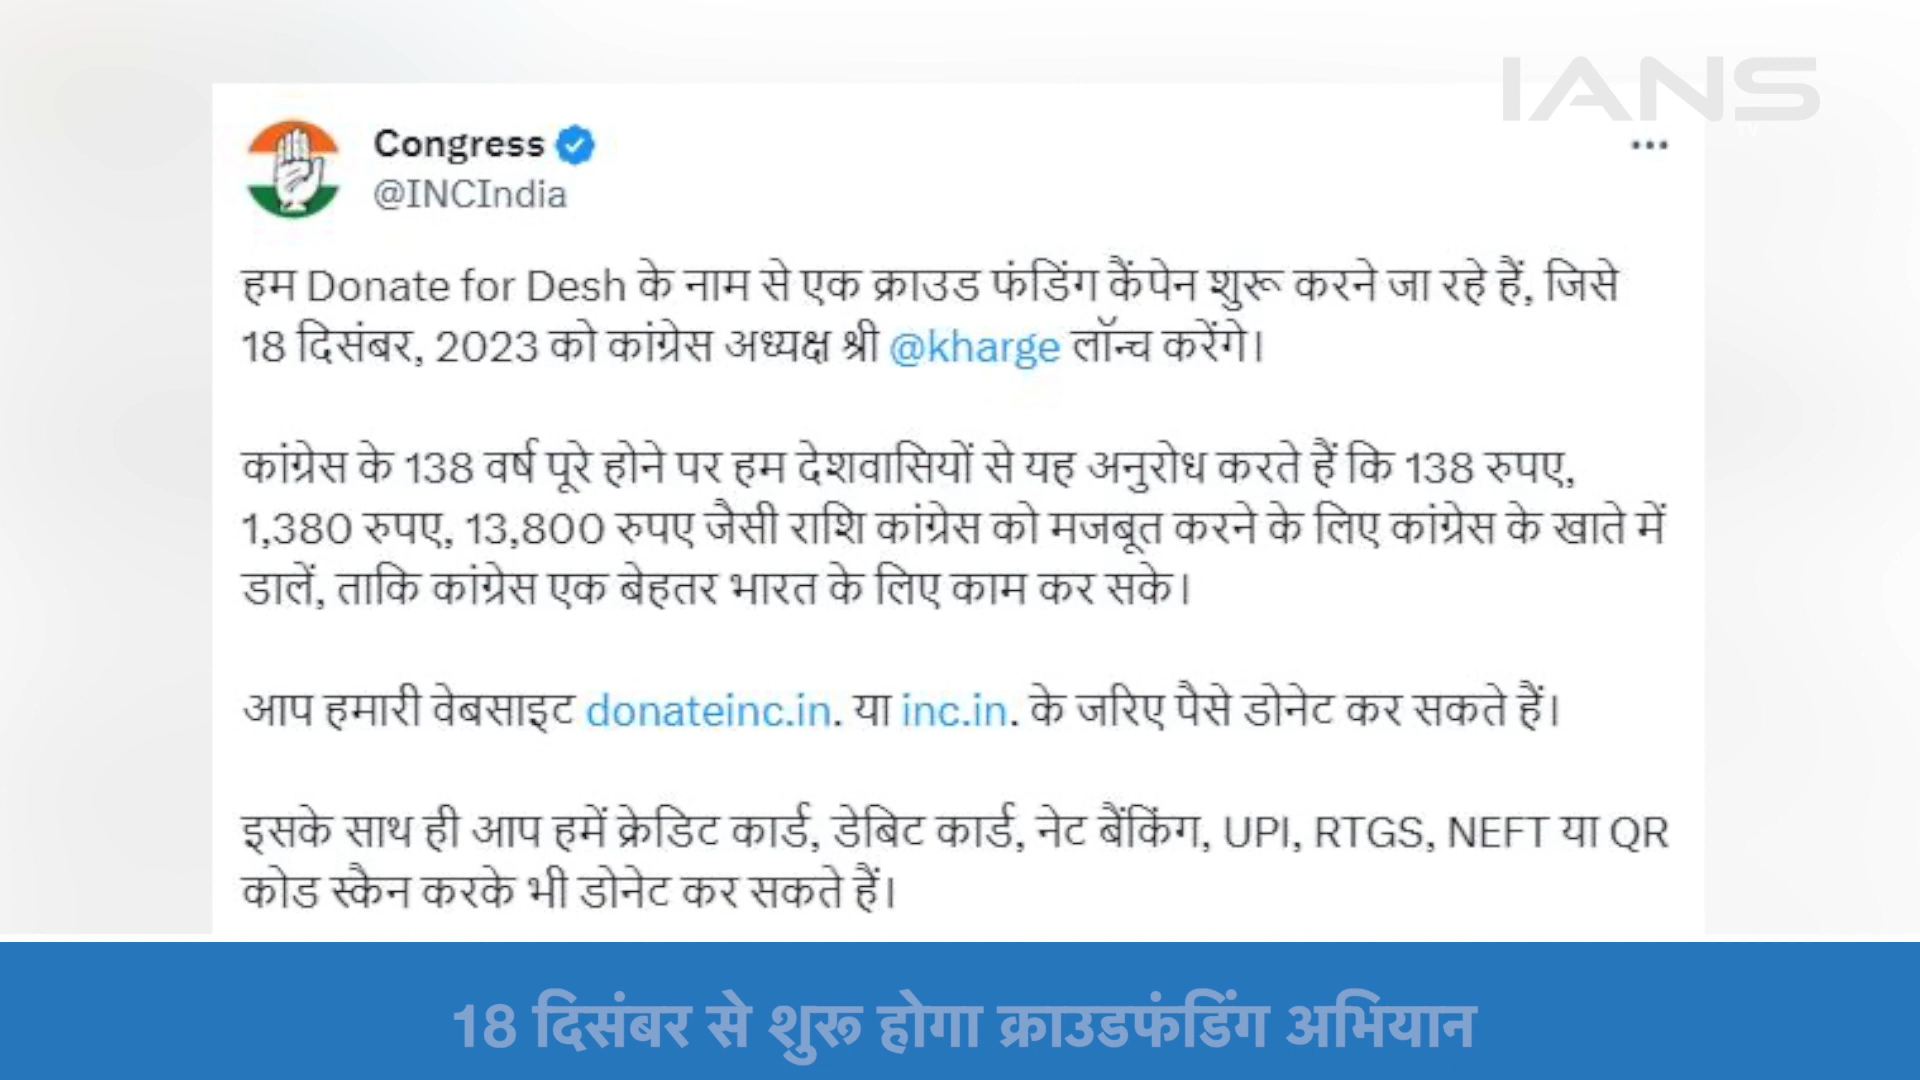 IANS
TV
Congress
@INCIndia
हम Donate for Desh के नाम से एक क्राउड फंडिंग कैंपेन शुरू करने जा रहे हैं, जिसे
18 दिसंबर, 2023 को कांग्रेस अध्यक्ष श्री @kharge लॉन्च करेंगे।
कांग्रेस के 138 वर्ष पूरे होने पर हम देशवासियों से यह अनुरोध करते हैं कि 138 रुपए,
1,380 रुपए, 13,800 रुपए जैसी राशि कांग्रेस को मजबूत करने के लिए कांग्रेस के खाते में
डालें, ताकि कांग्रेस एक बेहतर भारत के लिए काम कर सके।
आप हमारी वेबसाइट donateinc.in. या inc.in. के जरिए पैसे डोनेट कर सकते हैं।
इसके साथ ही आप हमें क्रेडिट कार्ड, डेबिट कार्ड, नेट बैंकिंग, UPI, RTGS, NEFT या QR
कोड स्कैन करके भी डोनेट कर सकते हैं।
18 दिसंबर से शुरू होगा क्राउडफंडिंग अभियान